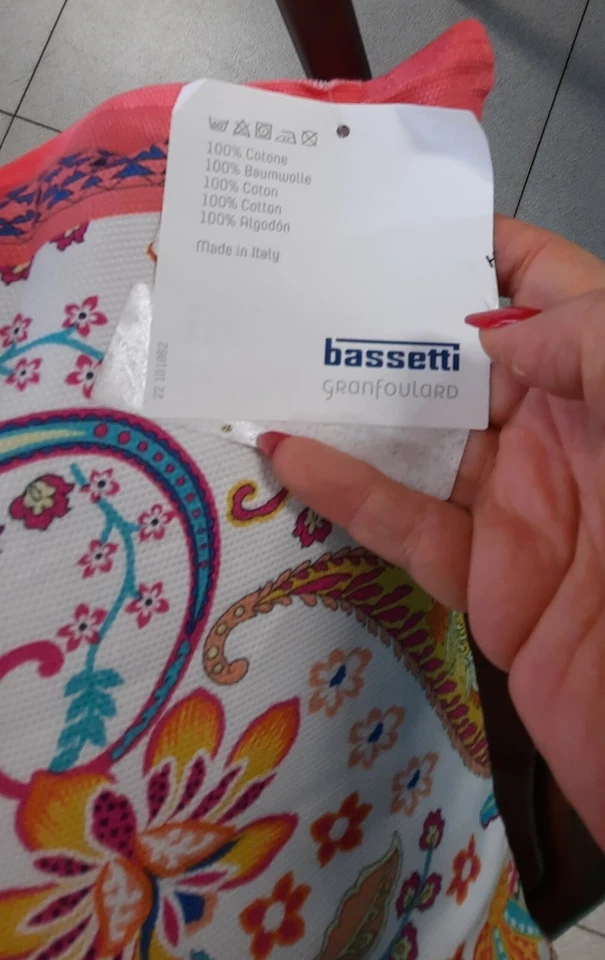 100% Cotone
100% Baumwolle
100% Coton
100% Cotton
100% Algodón
Made in Italy
bassetti
GRANFOULARD